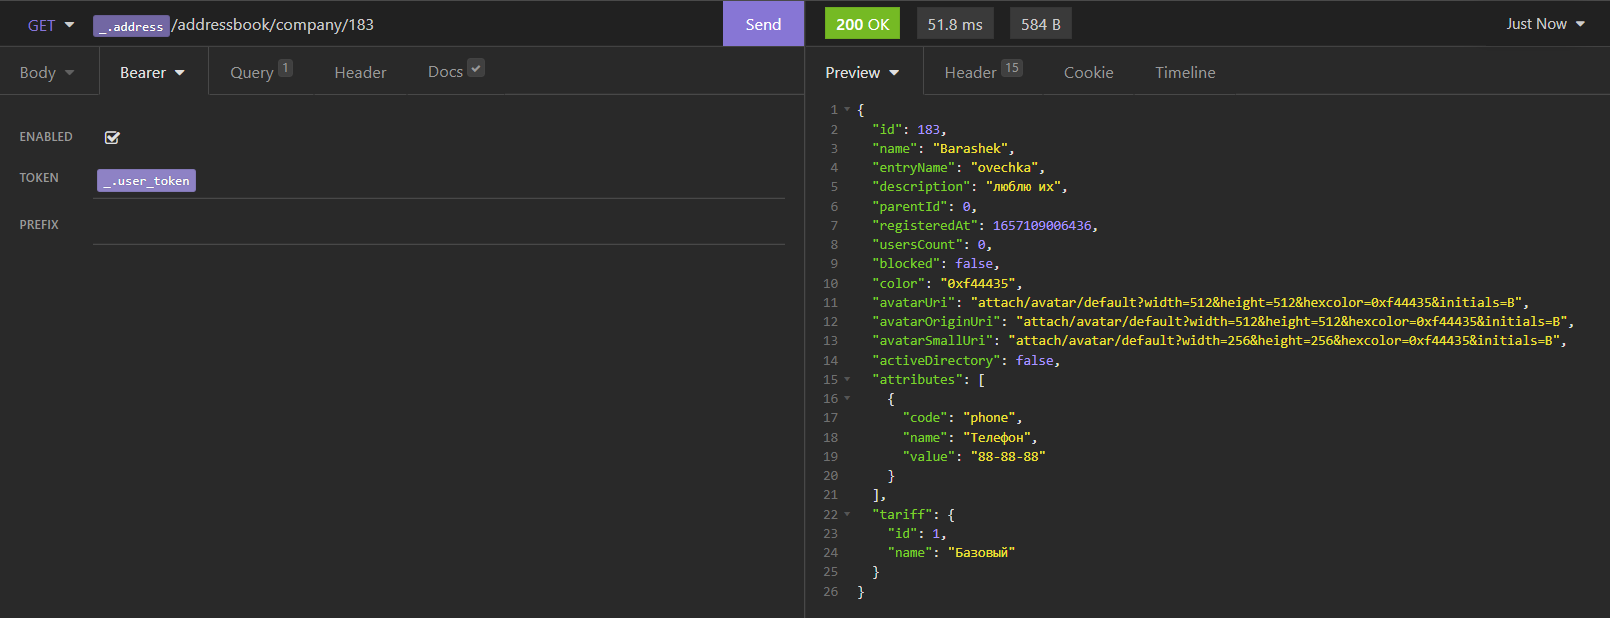 GET _.address/addressbook/company/183 Send 200 OK 51.8 ms 584 B Just Now
Body Bearer Query 1 Header Docs Preview Header 15 Cookie Timeline
ENABLED
TOKEN _.user_token
PREFIX
1 {
2 "id": 183,
3 "name": "Barashek",
4 "entryName": "ovechka",
5 "description": "люблю их",
6 "parentId": 0,
7 "registeredAt": 1657109006436,
8 "usersCount": 0,
9 "blocked": false,
10 "color": "0xf44435",
11 "avatarUri": "attach/avatar/default?width=512&height=512&hexcolor=0xf44435&initials=B",
12 "avatarOriginUri": "attach/avatar/default?width=512&height=512&hexcolor=0xf44435&initials=B",
13 "avatarSmallUri": "attach/avatar/default?width=256&height=256&hexcolor=0xf44435&initials=B",
14 "activeDirectory": false,
15 "attributes": [
16 {
17 "code": "phone",
18 "name": "Телефон",
19 "value": "88-88-88"
20 }
21 ],
22 "tariff": {
23 "id": 1,
24 "name": "Базовый"
25 }
26 }